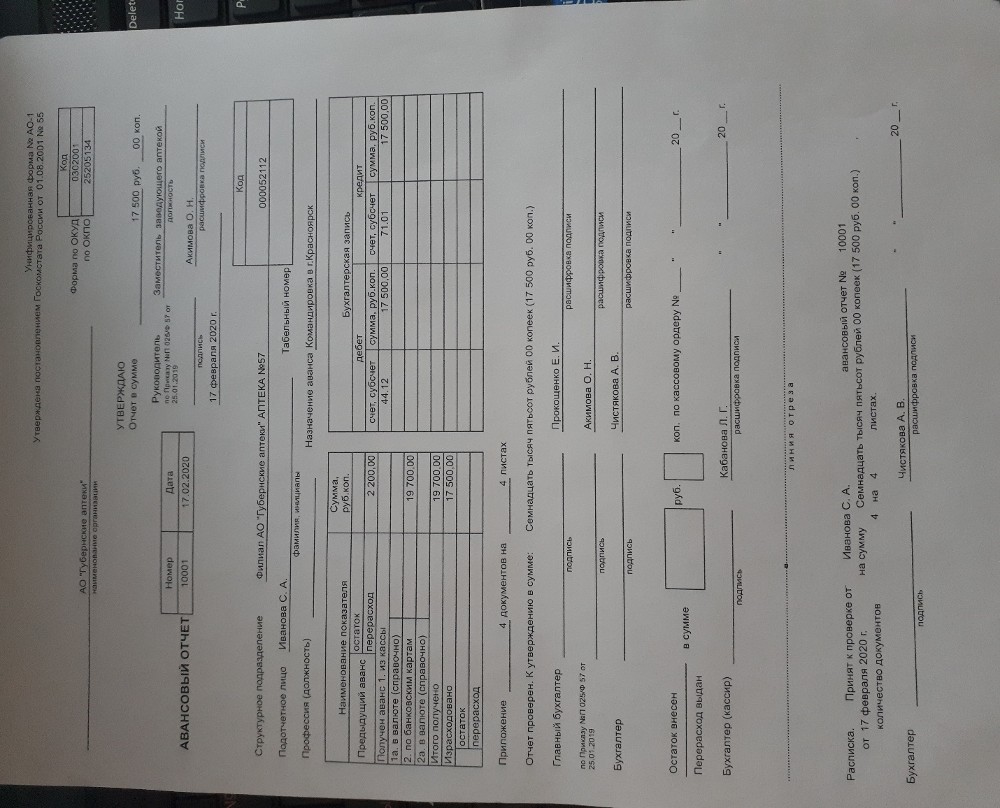 Унифицированная форма № АО-1
Утверждена постановлением Госкомстата России от 01.08.2001 № 55
Код
Форма по ОКУД 0302001
АО "Губернские аптеки" по ОКПО 25205134
наименование организации
УТВЕРЖДАЮ
Отчет в сумме 17 500 руб. 00 коп.
Руководитель Заместитель заведующего аптекой
по Приказу №П 025/Ф 57 от 25.01.2019 должность
Акимова О. Н.
подпись расшифровка подписи
17 февраля 2020 г.
Номер Дата
АВАНСОВЫЙ ОТЧЕТ 10001 17.02.2020
Код
Структурное подразделение Филиал АО "Губернские аптеки" АПТЕКА №57 000052112
Подотчетное лицо Иванова С. А. Табельный номер
фамилия, инициалы
Профессия (должность) Назначение аванса Командировка в г.Красноярск
Наименование показателя Сумма, руб.коп.
Предыдущий аванс остаток
перерасход 2 200,00
Получен аванс 1. из кассы
1а. в валюте (справочно)
2. по банковским картам 19 700,00
2а. в валюте (справочно)
Итого получено 19 700,00
Израсходовано 17 500,00
остаток
перерасход
Бухгалтерская запись
дебет кредит
счет, субсчет сумма, руб.коп. счет, субсчет сумма, руб.коп.
44.12 17 500,00 71.01 17 500,00
Приложение 4 документов на 4 листах
Отчет проверен. К утверждению в сумме: Семнадцать тысяч пятьсот рублей 00 копеек (17 500 руб. 00 коп.)
Главный бухгалтер Прокощенко Е. И.
подпись расшифровка подписи
по Приказу №П 025/Ф 57 от 25.01.2019 Акимова О. Н.
подпись расшифровка подписи
Бухгалтер Чистякова А. В.
подпись расшифровка подписи
Остаток внесен
Перерасход выдан в сумме руб. коп. по кассовому ордеру № " " 20 г.
Бухгалтер (кассир) Кабанова Л. Г. " " 20 г.
подпись расшифровка подписи
линия отреза
Расписка. Принят к проверке от Иванова С. А. авансовый отчет № 10001
от 17 февраля 2020 г. на сумму Семнадцать тысяч пятьсот рублей 00 копеек (17 500 руб. 00 коп.) ,
количество документов 4 на 4 листах.
Бухгалтер Чистякова А. В. " " 20 г.
подпись расшифровка подписи
Delete